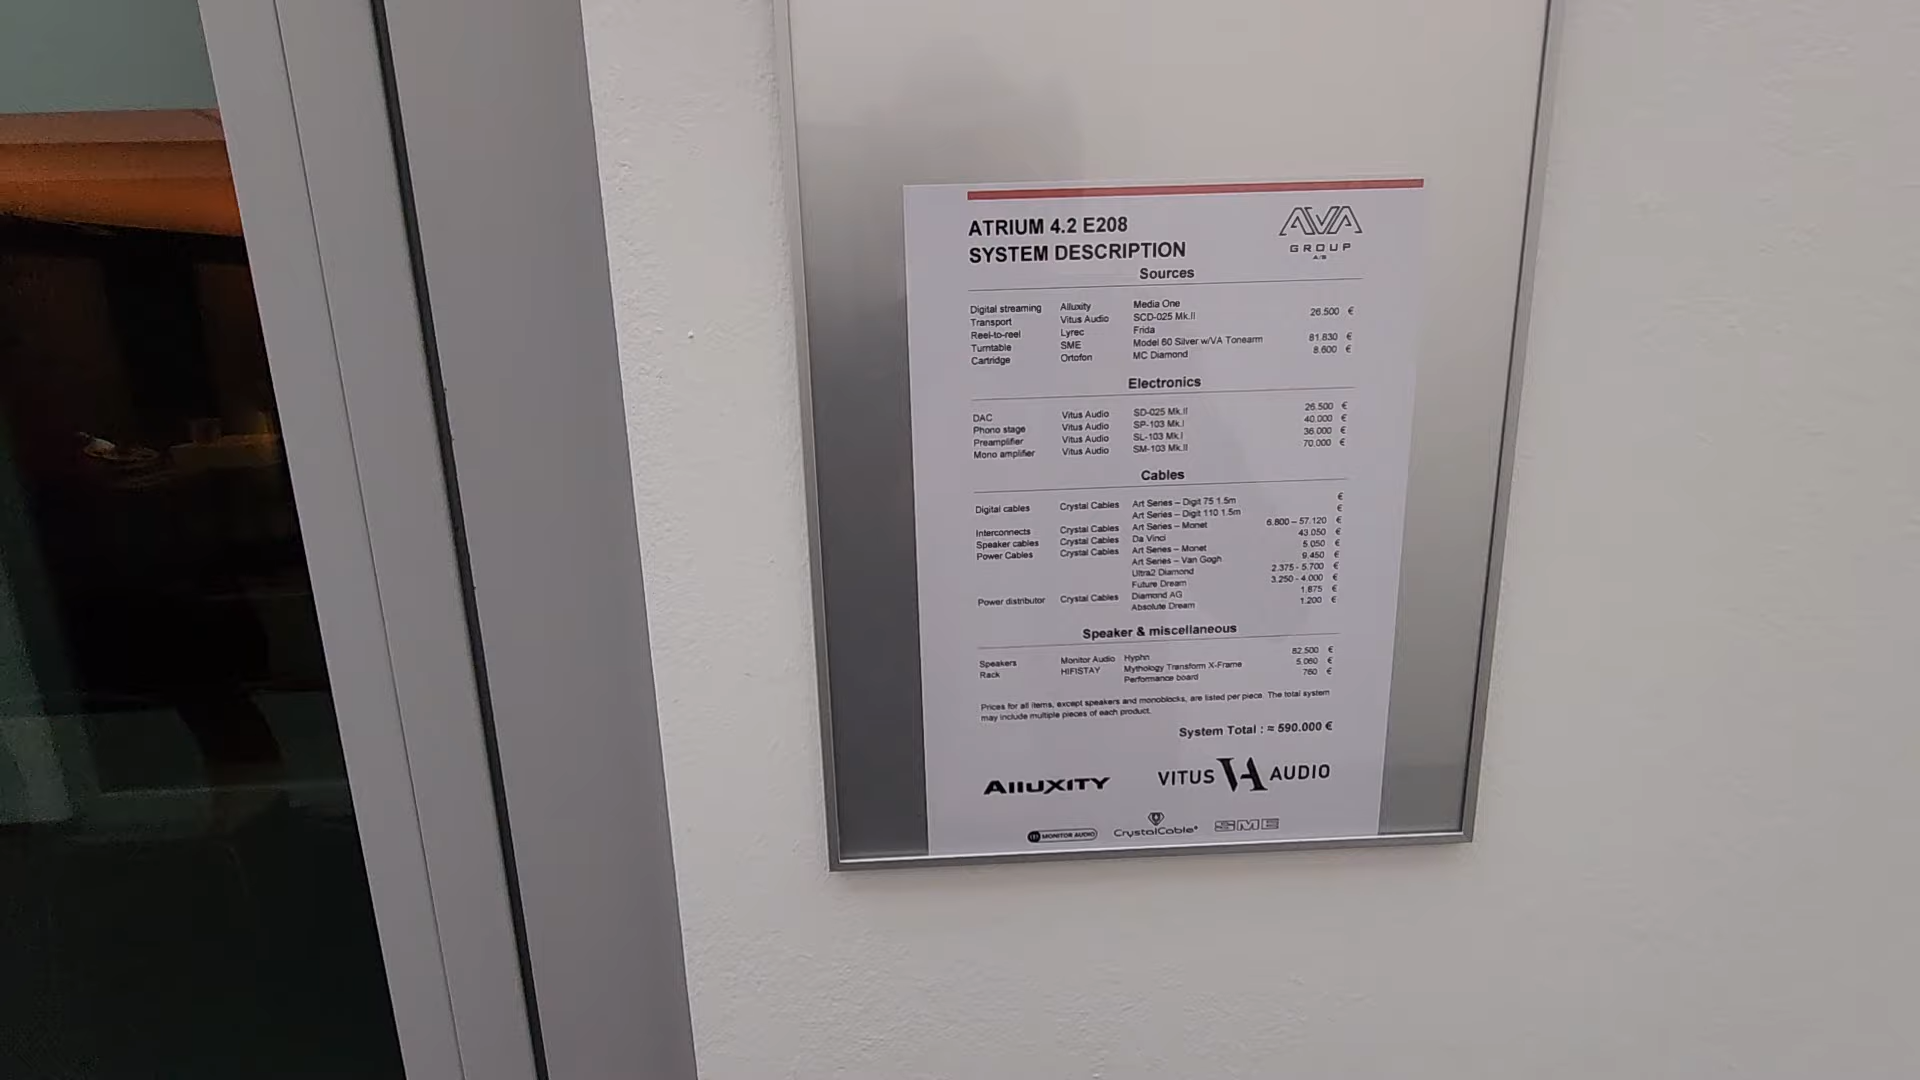 ATRIUM 4.2 E208
SYSTEM DESCRIPTION
AVA
GROUP
A/S
Sources
Digital streaming Alluxity Media One
Transport Vitus Audio SCD-025 Mk.II 26.500 €
Reel-to-reel Lyrec Frida
Turntable SME Model 60 Silver w/VA Tonearm 81.830 €
Cartridge Ortofon MC Diamond 8.600 €
Electronics
DAC Vitus Audio SD-025 Mk.II 26.500 €
Phono stage Vitus Audio SP-103 Mk.I 40.000 €
Preamplifier Vitus Audio SL-103 Mk.I 36.000 €
Mono amplifier Vitus Audio SM-103 Mk.II 70.000 €
Cables
Digital cables Crystal Cables Art Series – Digit 75 1.5m €
Art Series – Digit 110 1.5m €
Interconnects Crystal Cables Art Series – Monet 6.800 – 57.120 €
Speaker cables Crystal Cables Da Vinci 43.050 €
Power Cables Crystal Cables Art Series – Monet 5.050 €
Art Series – Van Gogh 9.450 €
Ultra2 Diamond 2.375 - 5.700 €
Future Dream 3.250 - 4.000 €
Power distributor Crystal Cables Diamond AG 1.675 €
Absolute Dream 1.200 €
Speaker & miscellaneous
Speakers Monitor Audio Hyphn 82.500 €
Rack HIFISTAY Mythology Transform X-Frame 5.060 €
Performance board 760 €
Prices for all items, except speakers and monoblocks, are listed per piece. The total system
may include multiple pieces of each product.
System Total : ≈ 590.000 €
Alluxity
VITUS VA AUDIO
MONITOR AUDIO
CrystalCable
SME